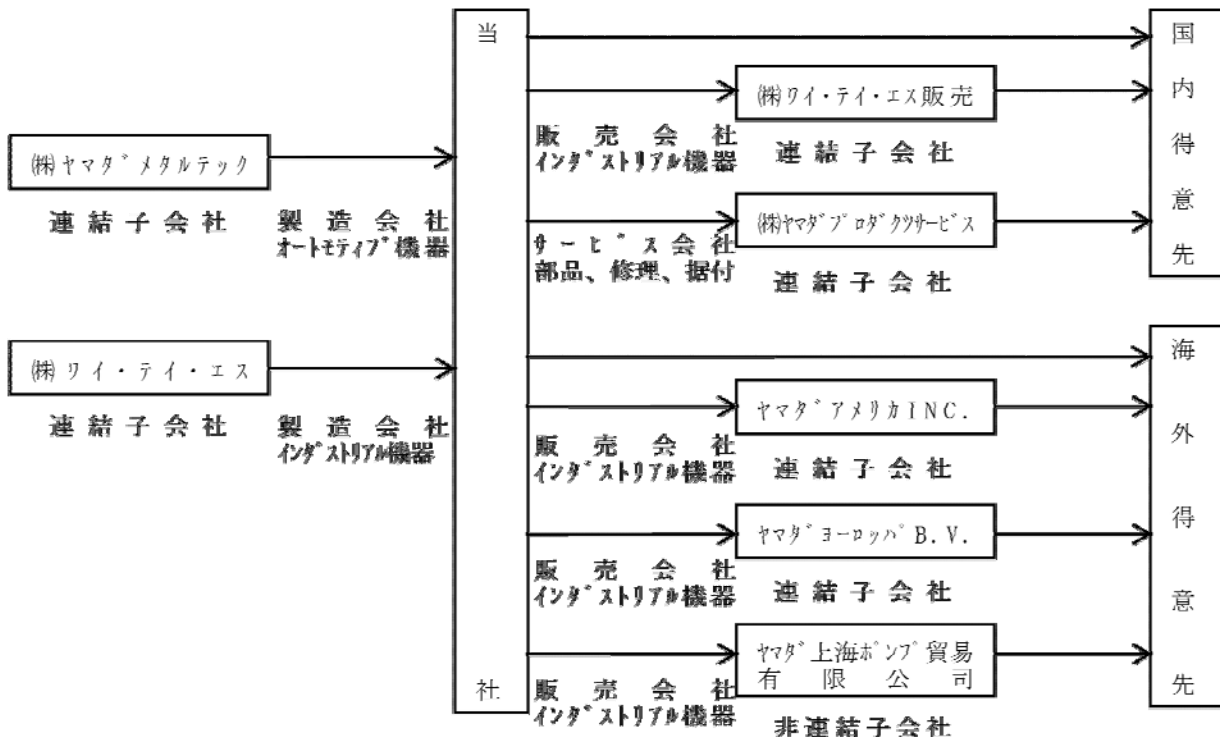 当社
国内得意先
㈱ワイ・テイ・エス販売
販売会社
インダストリアル機器
連結子会社
㈱ヤマダメタルテック
連結子会社
製造会社
オートモティブ機器
㈱ヤマダプロダクツサービス
サービス会社
部品、修理、据付
連結子会社
海外得意先
㈱ワイ・テイ・エス
連結子会社
製造会社
インダストリアル機器
ヤマダアメリカINC.
販売会社
インダストリアル機器
連結子会社
ヤマダヨーロッパB.V.
販売会社
インダストリアル機器
連結子会社
ヤマダ上海ポンプ貿易
有限公司
販売会社
インダストリアル機器
非連結子会社